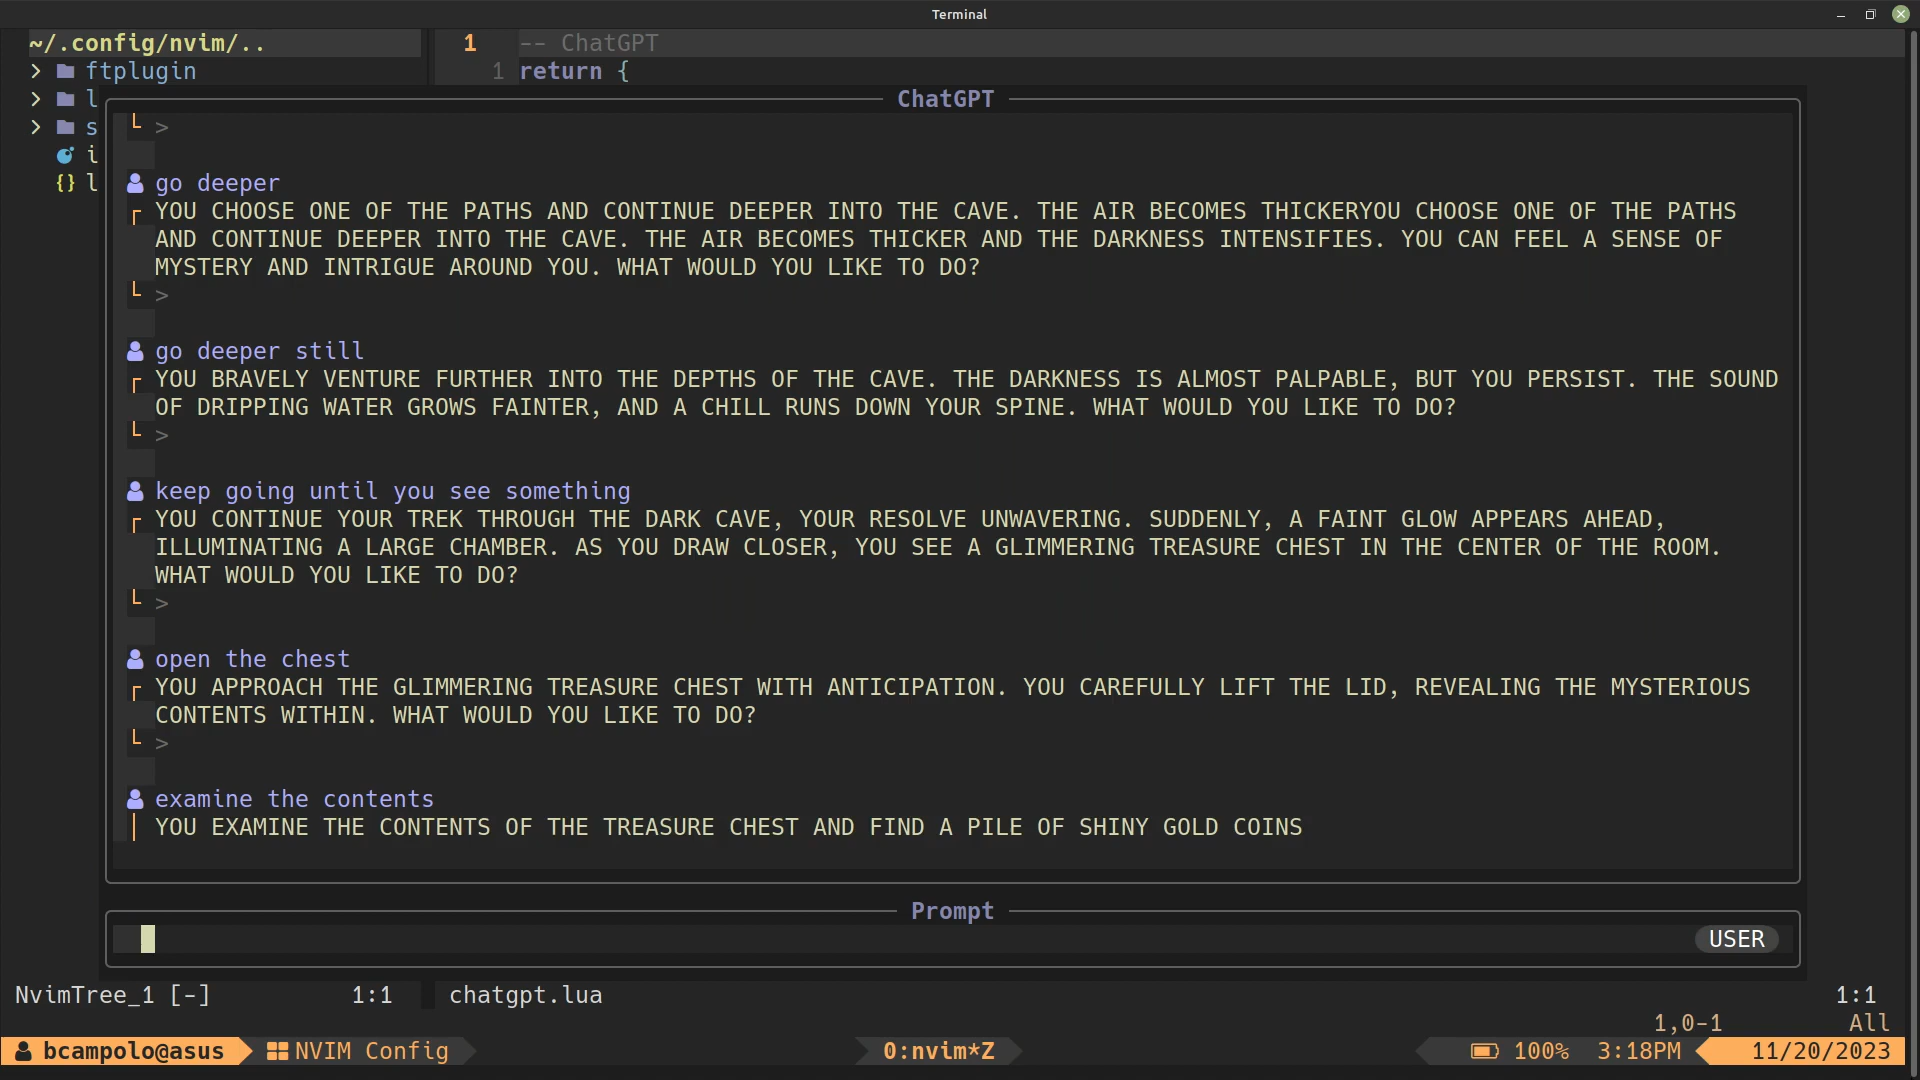 Terminal
~/.config/nvim/..
1 -- ChatGPT
ftplugin
1 return {
l
ChatGPT
s
>
i
l
go deeper
YOU CHOOSE ONE OF THE PATHS AND CONTINUE DEEPER INTO THE CAVE. THE AIR BECOMES THICKERYOU CHOOSE ONE OF THE PATHS
AND CONTINUE DEEPER INTO THE CAVE. THE AIR BECOMES THICKER AND THE DARKNESS INTENSIFIES. YOU CAN FEEL A SENSE OF
MYSTERY AND INTRIGUE AROUND YOU. WHAT WOULD YOU LIKE TO DO?
>
go deeper still
YOU BRAVELY VENTURE FURTHER INTO THE DEPTHS OF THE CAVE. THE DARKNESS IS ALMOST PALPABLE, BUT YOU PERSIST. THE SOUND
OF DRIPPING WATER GROWS FAINTER, AND A CHILL RUNS DOWN YOUR SPINE. WHAT WOULD YOU LIKE TO DO?
>
keep going until you see something
YOU CONTINUE YOUR TREK THROUGH THE DARK CAVE, YOUR RESOLVE UNWAVERING. SUDDENLY, A FAINT GLOW APPEARS AHEAD,
ILLUMINATING A LARGE CHAMBER. AS YOU DRAW CLOSER, YOU SEE A GLIMMERING TREASURE CHEST IN THE CENTER OF THE ROOM.
WHAT WOULD YOU LIKE TO DO?
>
open the chest
YOU APPROACH THE GLIMMERING TREASURE CHEST WITH ANTICIPATION. YOU CAREFULLY LIFT THE LID, REVEALING THE MYSTERIOUS
CONTENTS WITHIN. WHAT WOULD YOU LIKE TO DO?
>
examine the contents
YOU EXAMINE THE CONTENTS OF THE TREASURE CHEST AND FIND A PILE OF SHINY GOLD COINS
Prompt
USER
NvimTree_1 [-] 1:1 chatgpt.lua 1:1
1,0-1 All
bcampolo@asus NVIM Config 0:nvim*Z 100% 3:18PM 11/20/2023